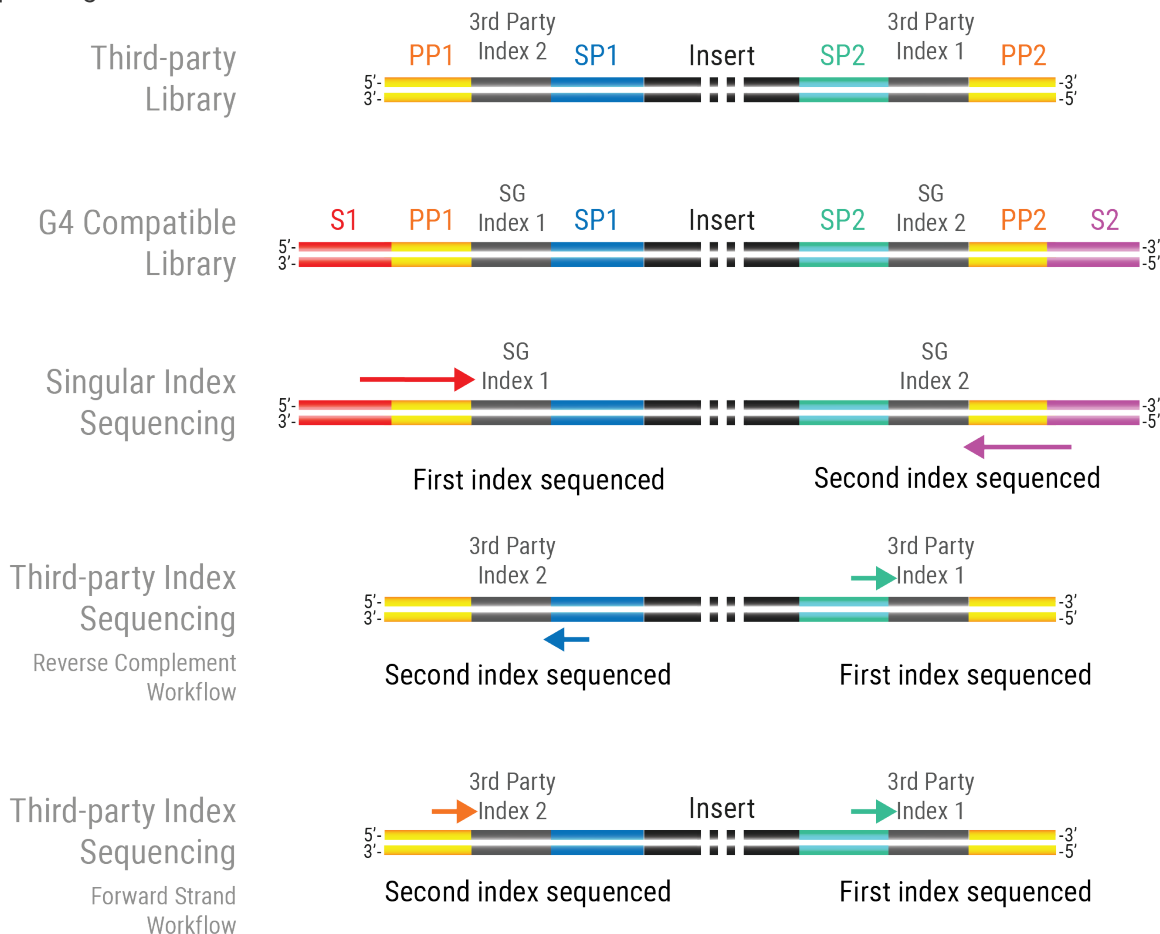 3rd Party
3rd Party
Third-party
Library
PP1
Index 2
SP1
Insert
SP2
Index 1
PP2
5'-
3'-
-3'
-5'
G4 Compatible
Library
S1
PP1
SG
Index 1
SP1
Insert
SP2
SG
Index 2
PP2
S2
5'-
3'-
-3'
-5'
Singular Index
Sequencing
SG
Index 1
SG
Index 2
5'-
3'-
-3'
-5'
First index sequenced
Second index sequenced
Third-party Index
Sequencing
Reverse Complement
Workflow
3rd Party
Index 2
3rd Party
Index 1
5'-
3'-
-3'
-5'
Second index sequenced
First index sequenced
Third-party Index
Sequencing
Forward Strand
Workflow
3rd Party
Index 2
Insert
3rd Party
Index 1
5'-
3'-
-3'
-5'
Second index sequenced
First index sequenced